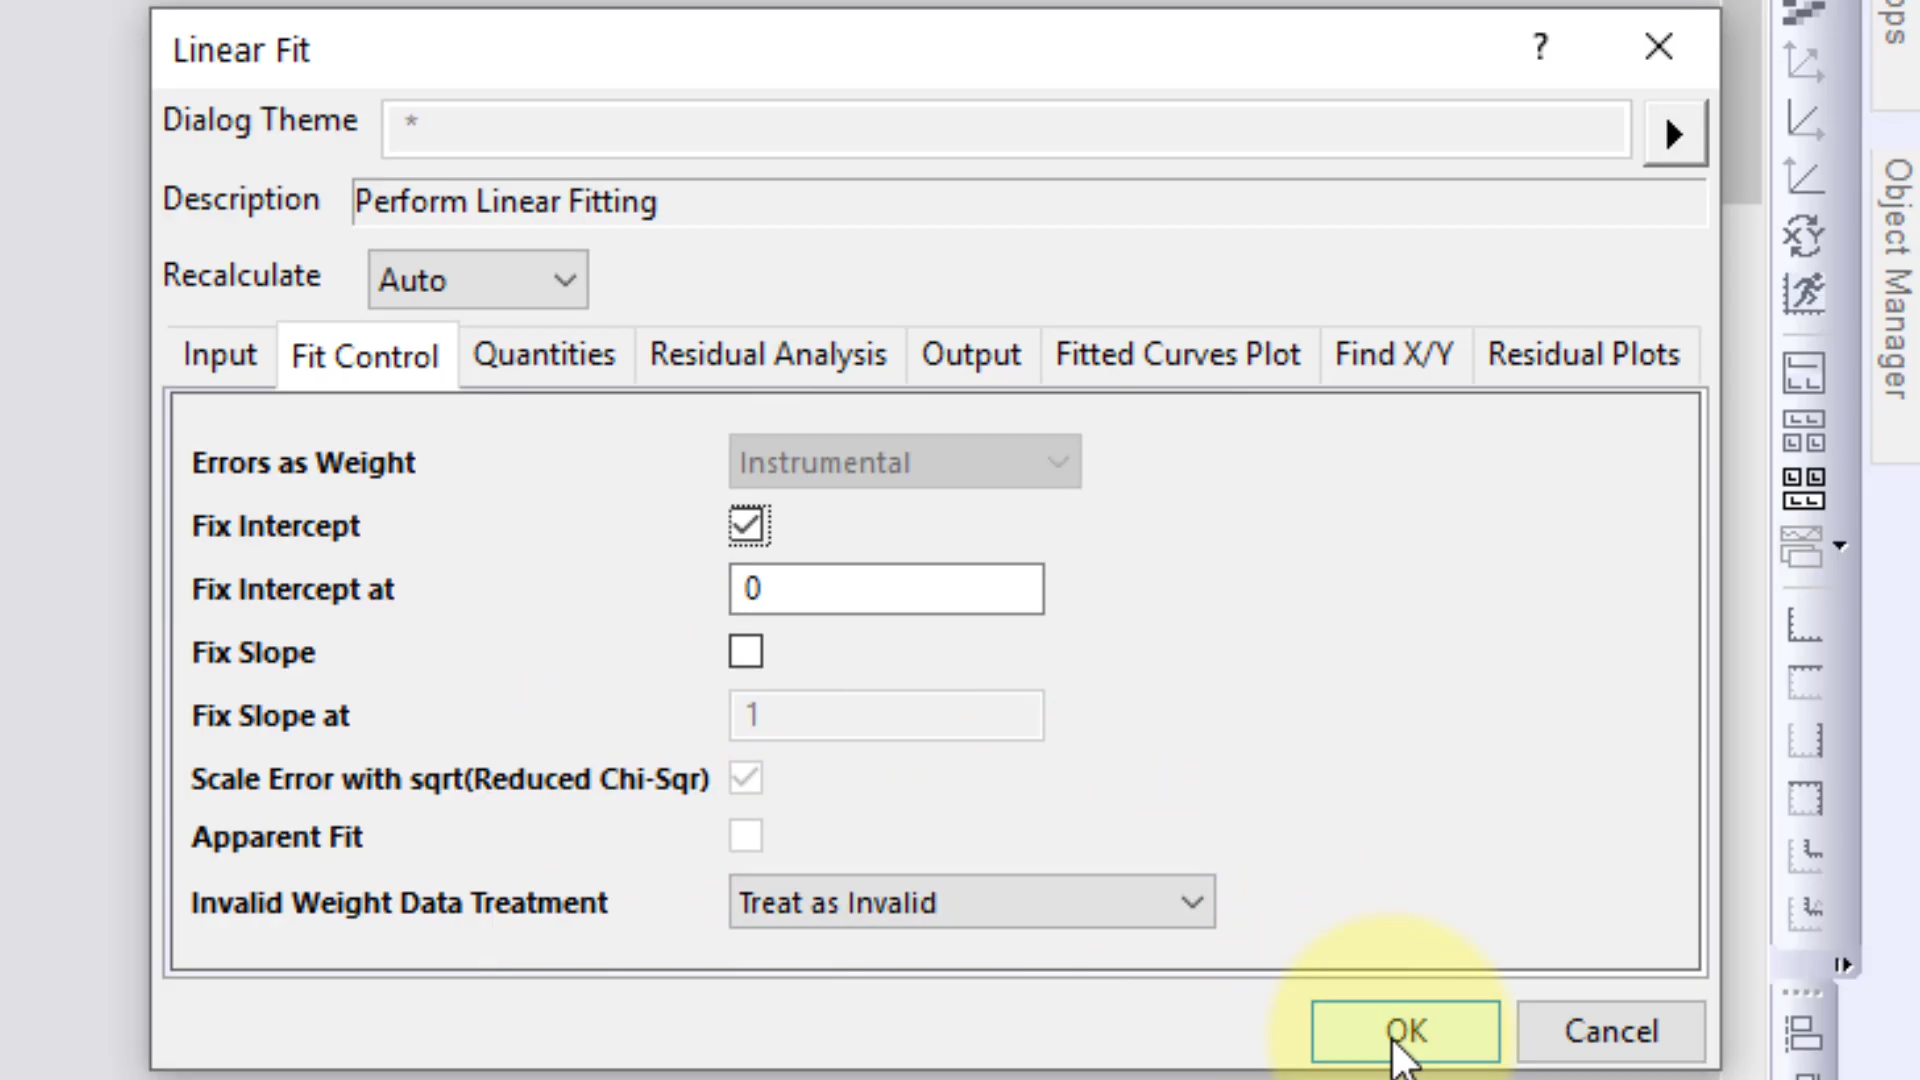 Linear Fit
?
Dialog Theme *
Description Perform Linear Fitting
Recalculate Auto
Input Fit Control Quantities Residual Analysis Output Fitted Curves Plot Find X/Y Residual Plots
Errors as Weight Instrumental
Fix Intercept
Fix Intercept at 0
Fix Slope
Fix Slope at 1
Scale Error with sqrt(Reduced Chi-Sqr)
Apparent Fit
Invalid Weight Data Treatment Treat as Invalid
OK Cancel
XY
Object Manager